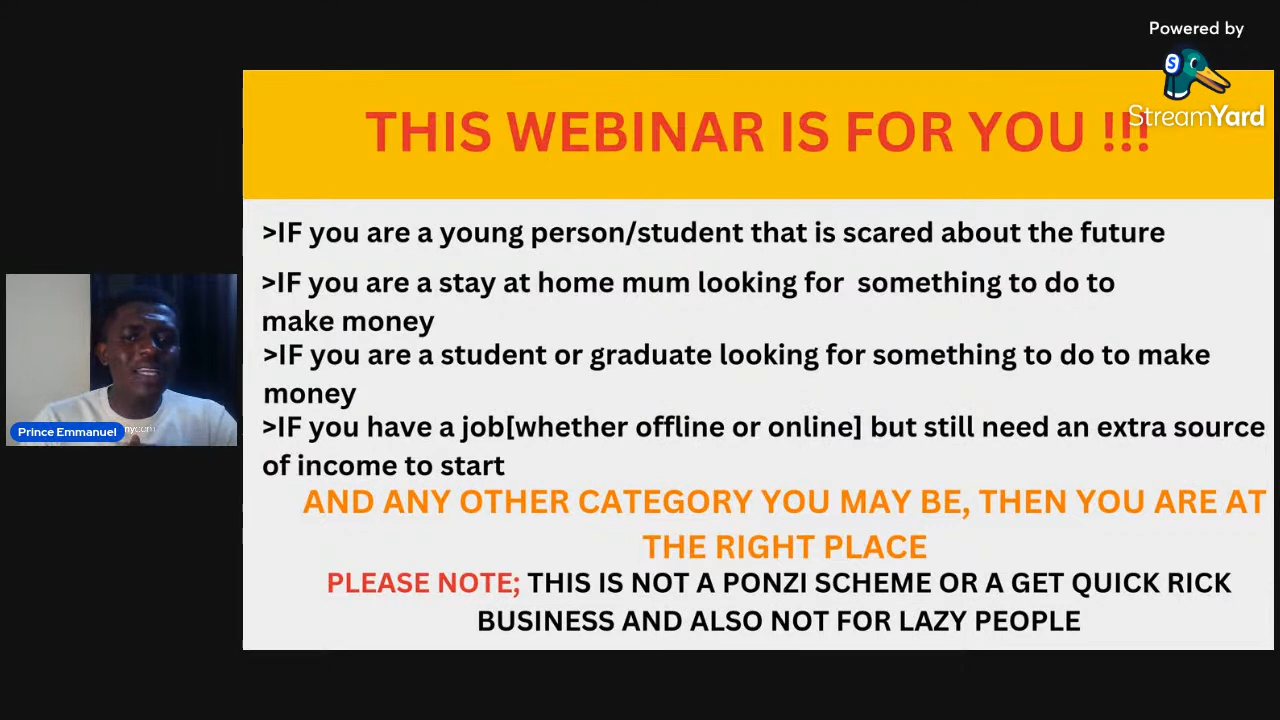 Powered by
StreamYard
THIS WEBINAR IS FOR YOU !!!
>IF you are a young person/student that is scared about the future
>IF you are a stay at home mum looking for something to do to
make money
>IF you are a student or graduate looking for something to do to make
money
>IF you have a job[whether offline or online] but still need an extra source
of income to start
AND ANY OTHER CATEGORY YOU MAY BE, THEN YOU ARE AT
THE RIGHT PLACE
PLEASE NOTE; THIS IS NOT A PONZI SCHEME OR A GET QUICK RICK
BUSINESS AND ALSO NOT FOR LAZY PEOPLE
Prince Emmanuel